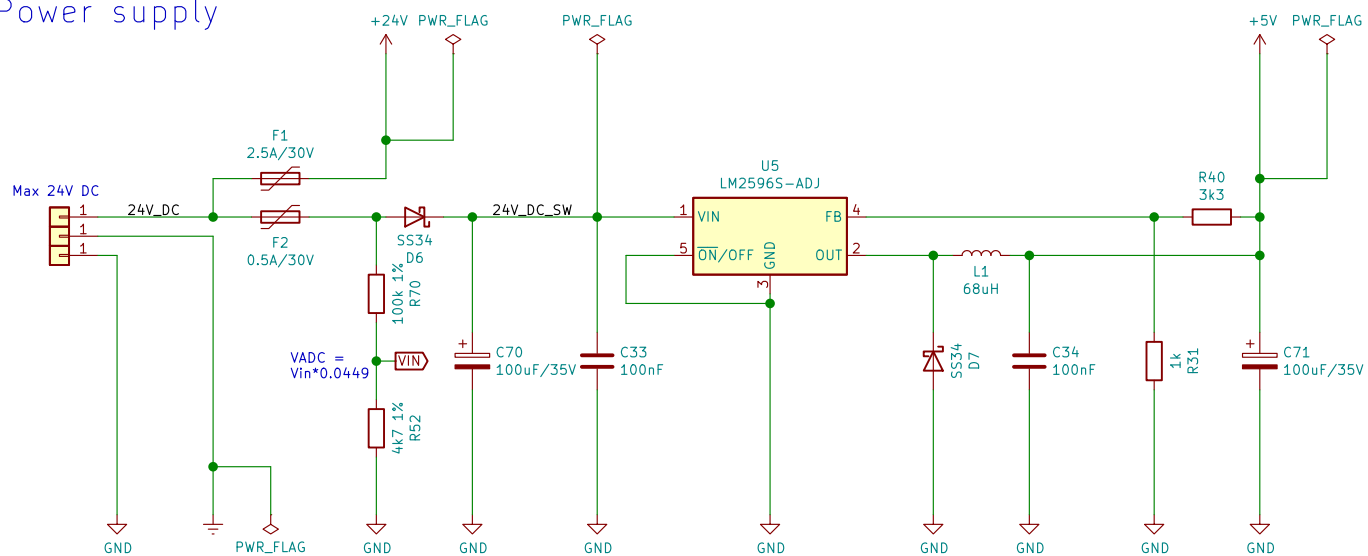 Power supply
+24V PWR_FLAG
PWR_FLAG
+5V PWR_FLAG
F1
2.5A/30V
Max 24V DC
1
24V_DC
1
1
F2
0.5A/30V
SS34
D6
24V_DC_SW
100k 1%
R70
VADC =
Vin*0.0449
VIN
4k7 1%
R52
C70
100uF/35V
C33
100nF
U5
LM2596S-ADJ
1
VIN
FB
4
5
ON/OFF
GND
OUT
2
3
L1
68uH
SS34
D7
C34
100nF
R40
3k3
1k
R31
C71
100uF/35V
+
+
GND
PWR_FLAG
GND
GND
GND
GND
GND
GND
GND
GND